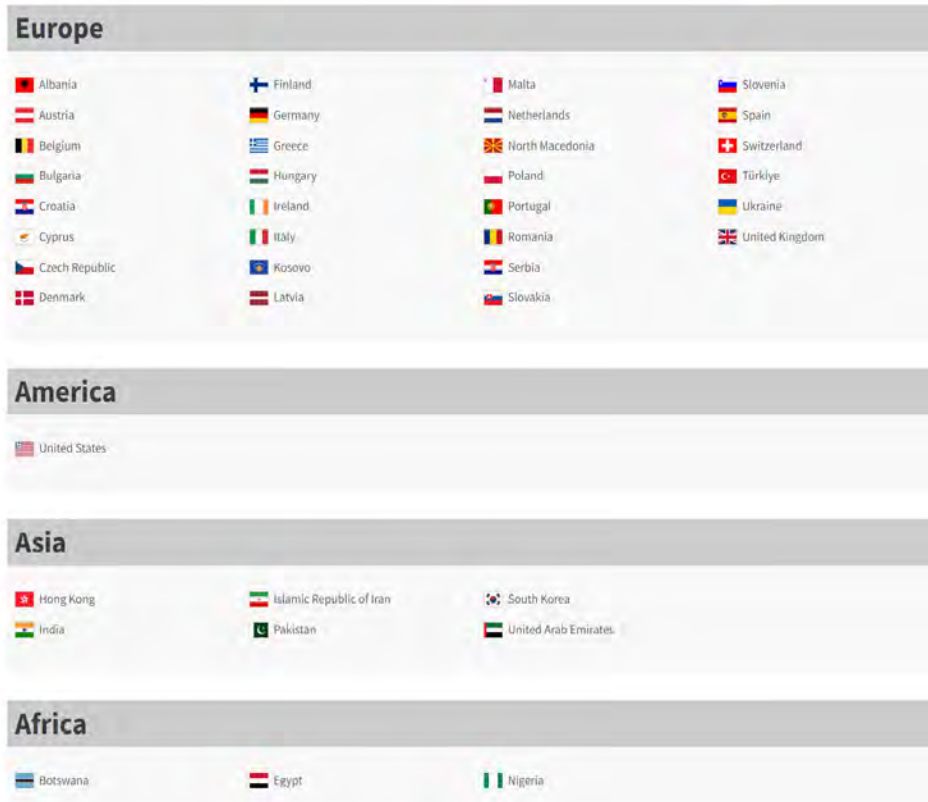 Europe
Albania
Austria
Belgium
Bulgaria
Croatia
Cyprus
Czech Republic
Denmark
Finland
Germany
Greece
Hungary
Ireland
Italy
Kosovo
Latvia
Malta
Netherlands
North Macedonia
Poland
Portugal
Romania
Serbia
Slovakia
Slovenia
Spain
Switzerland
Türkiye
Ukraine
United Kingdom
America
United States
Asia
Hong Kong
India
Islamic Republic of Iran
Pakistan
South Korea
United Arab Emirates
Africa
Botswana
Egypt
Nigeria